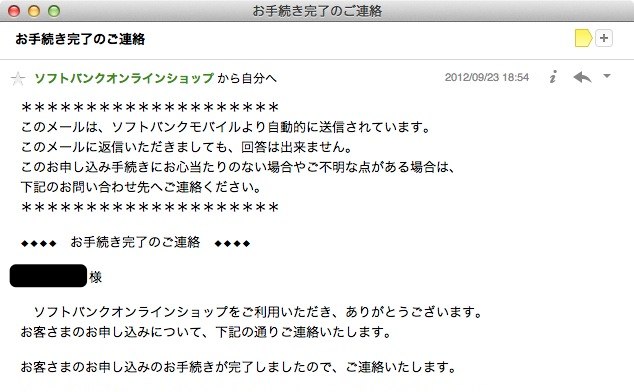 お手続き完了のご連絡
お手続き完了のご連絡
ソフトバンクオンラインショップ から自分へ 2012/09/23 18:54
＊＊＊＊＊＊＊＊＊＊＊＊＊＊＊＊＊＊＊＊
このメールは、ソフトバンクモバイルより自動的に送信されています。
このメールに返信いただきましても、回答は出来ません。
このお申し込み手続きにお心当たりのない場合やご不明な点がある場合は、
下記のお問い合わせ先へご連絡ください。
＊＊＊＊＊＊＊＊＊＊＊＊＊＊＊＊＊＊＊＊
◆◆◆◆　お手続き完了のご連絡　◆◆◆◆
様
ソフトバンクオンラインショップをご利用いただき、ありがとうございます。
お客さまのお申し込みについて、下記の通りご連絡いたします。
お客さまのお申し込みのお手続きが完了しましたので、ご連絡いたします。